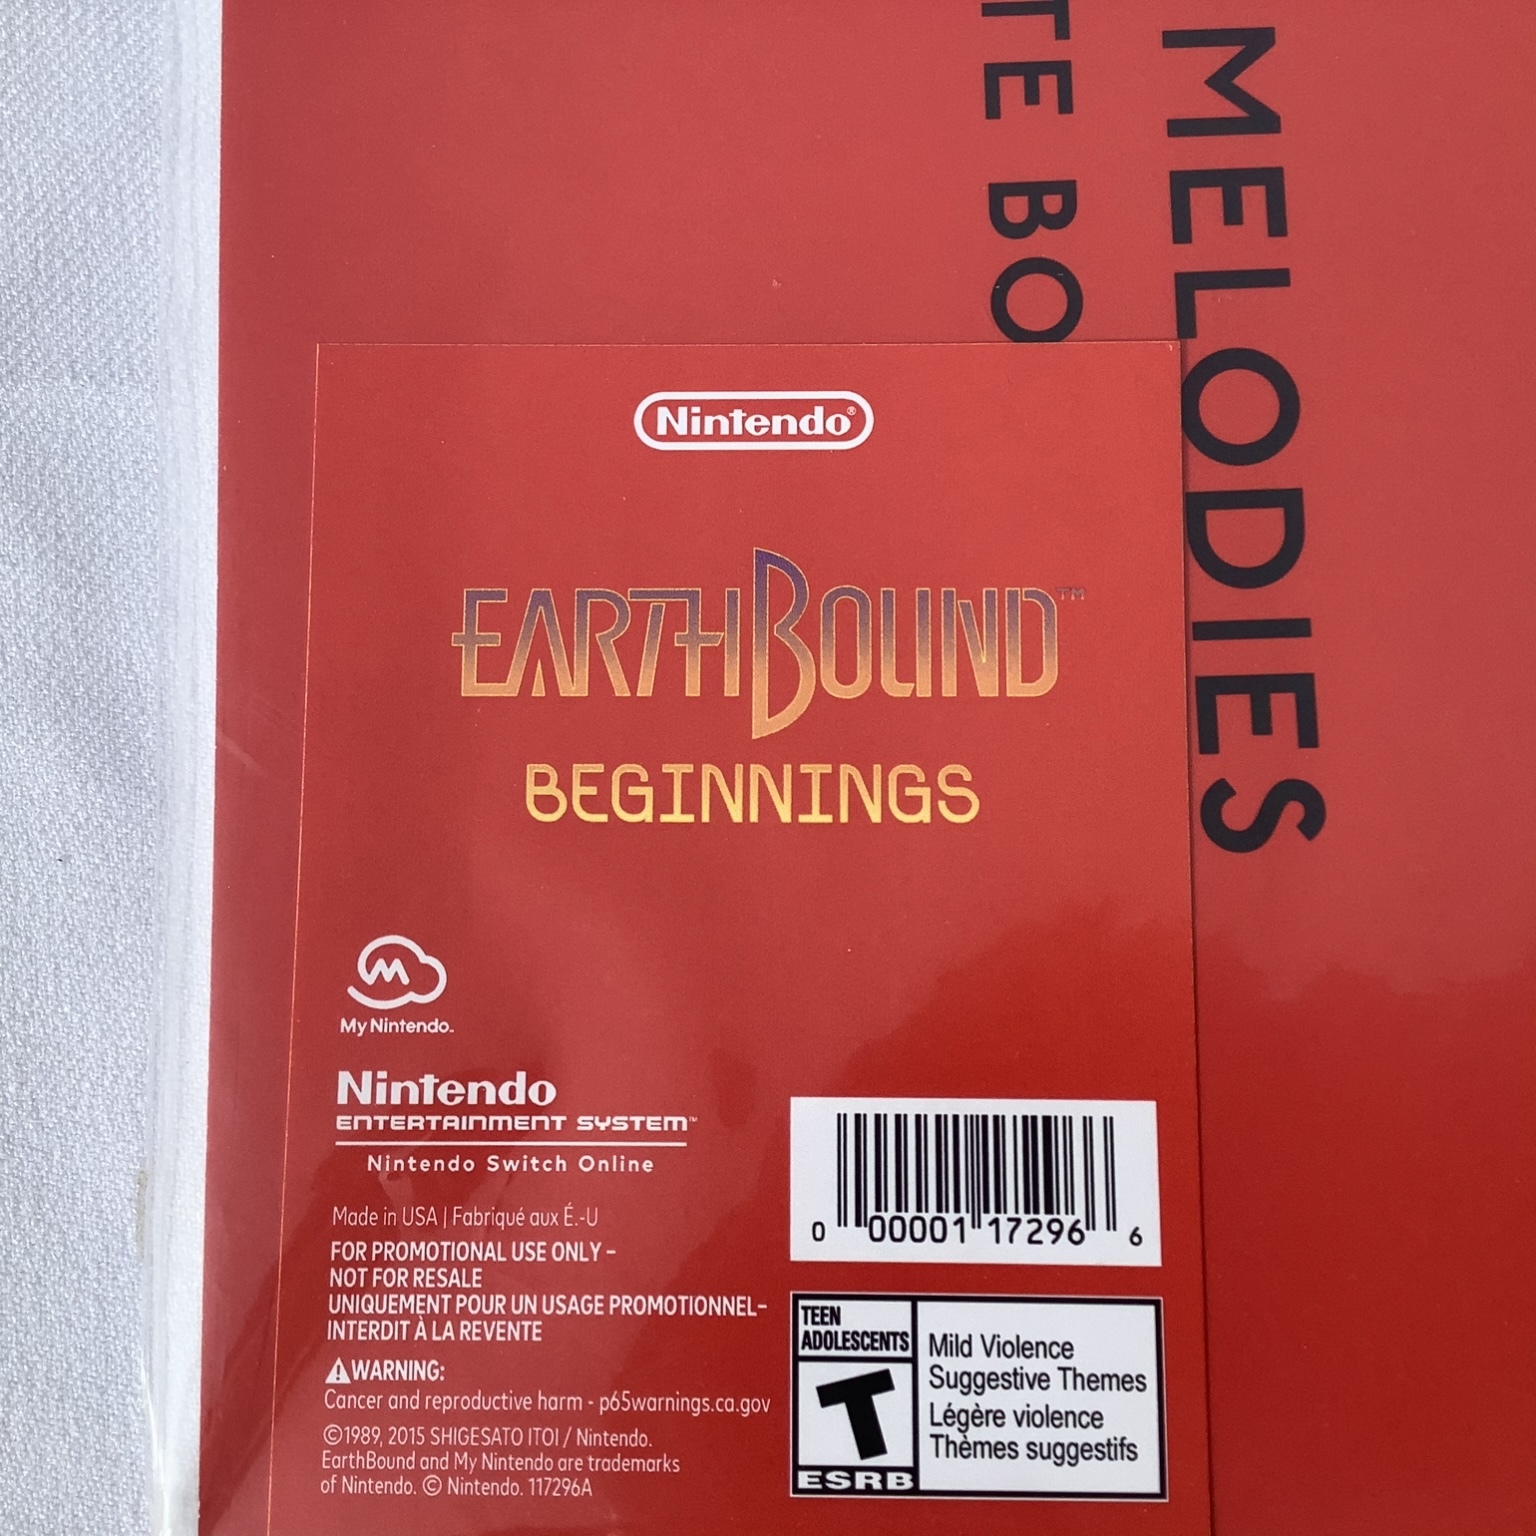 MELODIES
TE BO
Nintendo®
EARTHBOUND™
BEGINNINGS
M
My Nintendo™
Nintendo
ENTERTAINMENT SYSTEM™
Nintendo Switch Online
Made in USA | Fabriqué aux É.-U
FOR PROMOTIONAL USE ONLY –
NOT FOR RESALE
UNIQUEMENT POUR UN USAGE PROMOTIONNEL–
INTERDIT À LA REVENTE
WARNING:
Cancer and reproductive harm - p65warnings.ca.gov
©1989, 2015 SHIGESATO ITOI / Nintendo.
EarthBound and My Nintendo are trademarks
of Nintendo. © Nintendo. 117296A
0 00001 17296 6
TEEN
ADOLESCENTS
T
ESRB
Mild Violence
Suggestive Themes
Légère violence
Thèmes suggestifs